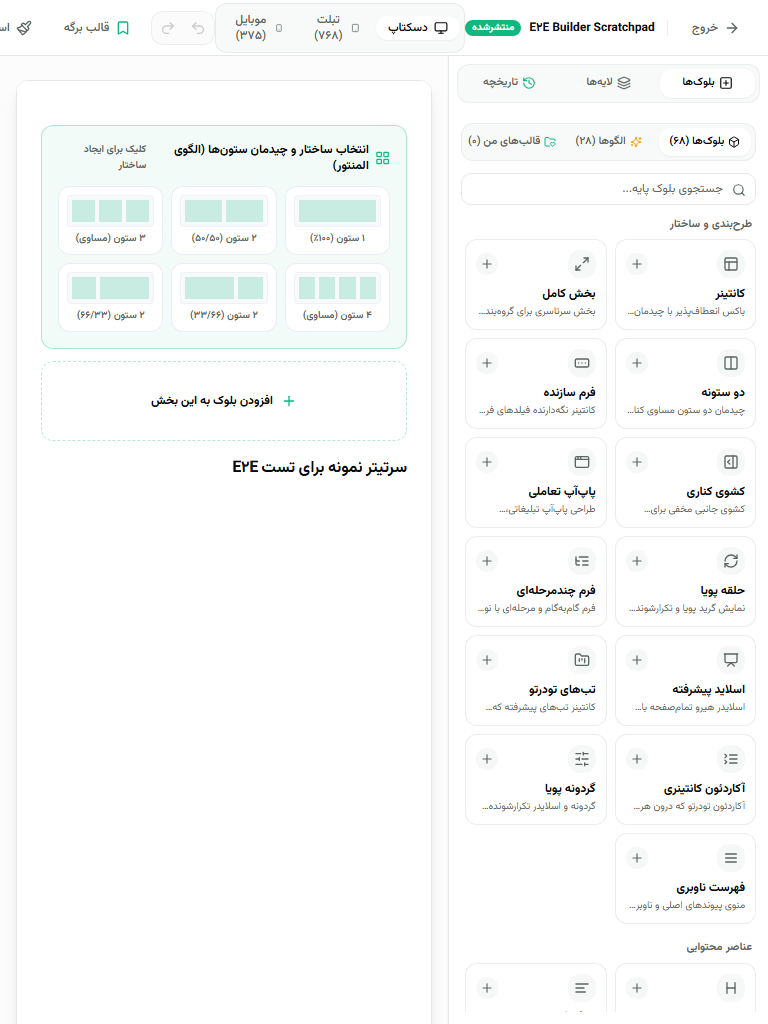 خروج
E2E Builder Scratchpad
منتشرشده
دسکتاپ
تبلت
(۷۶۸)
موبایل
(۳۷۵)
قالب برگه
اس
بلوک‌ها
لایه‌ها
تاریخچه
بلوک‌ها (۶۸)
الگوها (۲۸)
قالب‌های من (۰)
جستجوی بلوک پایه...
طرح‌بندی و ساختار
کانتینر
باکس انعطاف‌پذیر با چیدمان...
بخش کامل
بخش سرتاسری برای گروه‌بند...
دو ستونه
چیدمان دو ستون مساوی کنا...
فرم سازنده
کانتینر نگه‌دارنده فیلدهای فر...
کشوی کناری
کشوی جانبی مخفی برای...
پاپ‌آپ تعاملی
طراحی پاپ‌آپ تبلیغاتی،...
حلقه پویا
نمایش گرید پویا و تکرارشوند...
فرم چندمرحله‌ای
فرم گام‌به‌گام و مرحله‌ای با نو...
اسلاید پیشرفته
اسلایدر هیرو تمام‌صفحه با...
تب‌های تودرتو
کانتینر تب‌های پیشرفته که...
آکاردئون کانتینری
آکاردئون تودرتو که درون هر...
گردونه پویا
گردونه و اسلایدر تکرارشونده...
فهرست ناوبری
منوی پیوندهای اصلی و ناوبر...
عناصر محتوایی
انتخاب ساختار و چیدمان ستون‌ها (الگوی
المنتور)
کلیک برای ایجاد
ساختار
۱ ستون (۱۰۰٪)
۲ ستون (۵۰/۵۰)
۳ ستون (مساوی)
۴ ستون (مساوی)
۲ ستون (۳۳/۶۶)
۲ ستون (۶۶/۳۳)
افزودن بلوک به این بخش
سرتیتر نمونه برای تست E2E